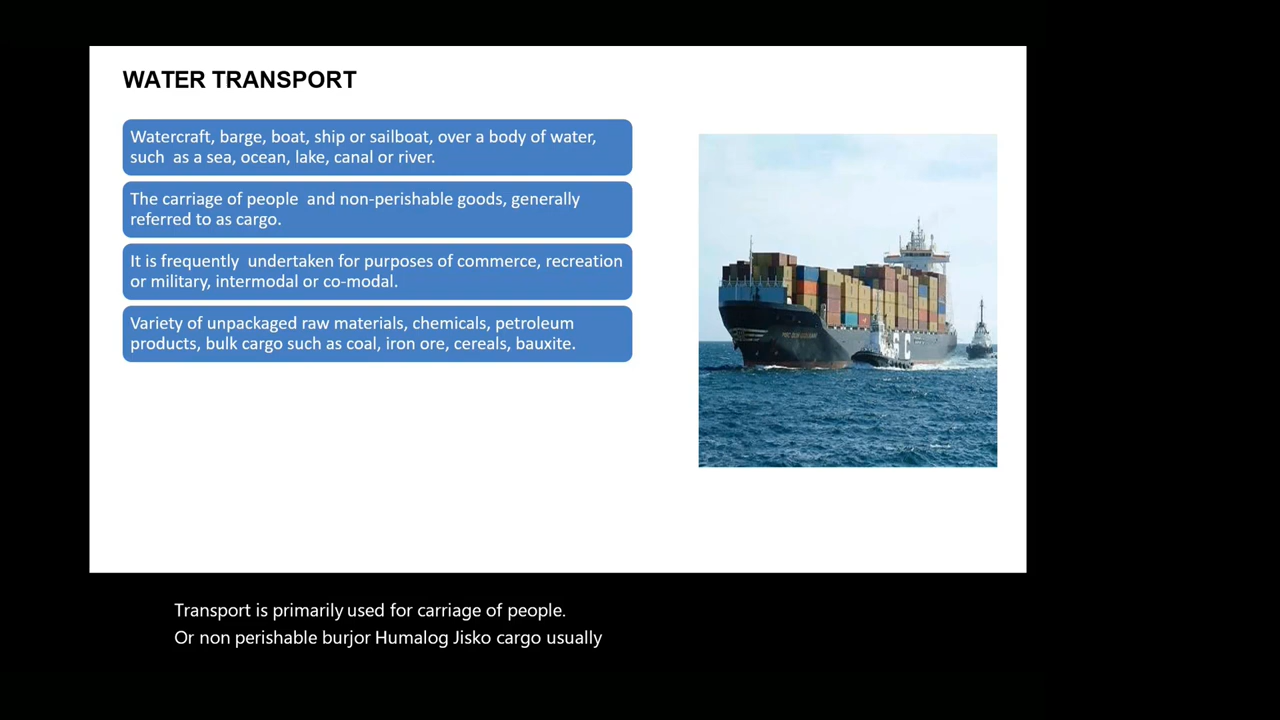 WATER TRANSPORT
Watercraft, barge, boat, ship or sailboat, over a body of water,
such as a sea, ocean, lake, canal or river.
The carriage of people and non-perishable goods, generally
referred to as cargo.
It is frequently undertaken for purposes of commerce, recreation
or military, intermodal or co-modal.
Variety of unpackaged raw materials, chemicals, petroleum
products, bulk cargo such as coal, iron ore, cereals, bauxite.
S C
Transport is primarily used for carriage of people.
Or non perishable burjor Humalog Jisko cargo usually